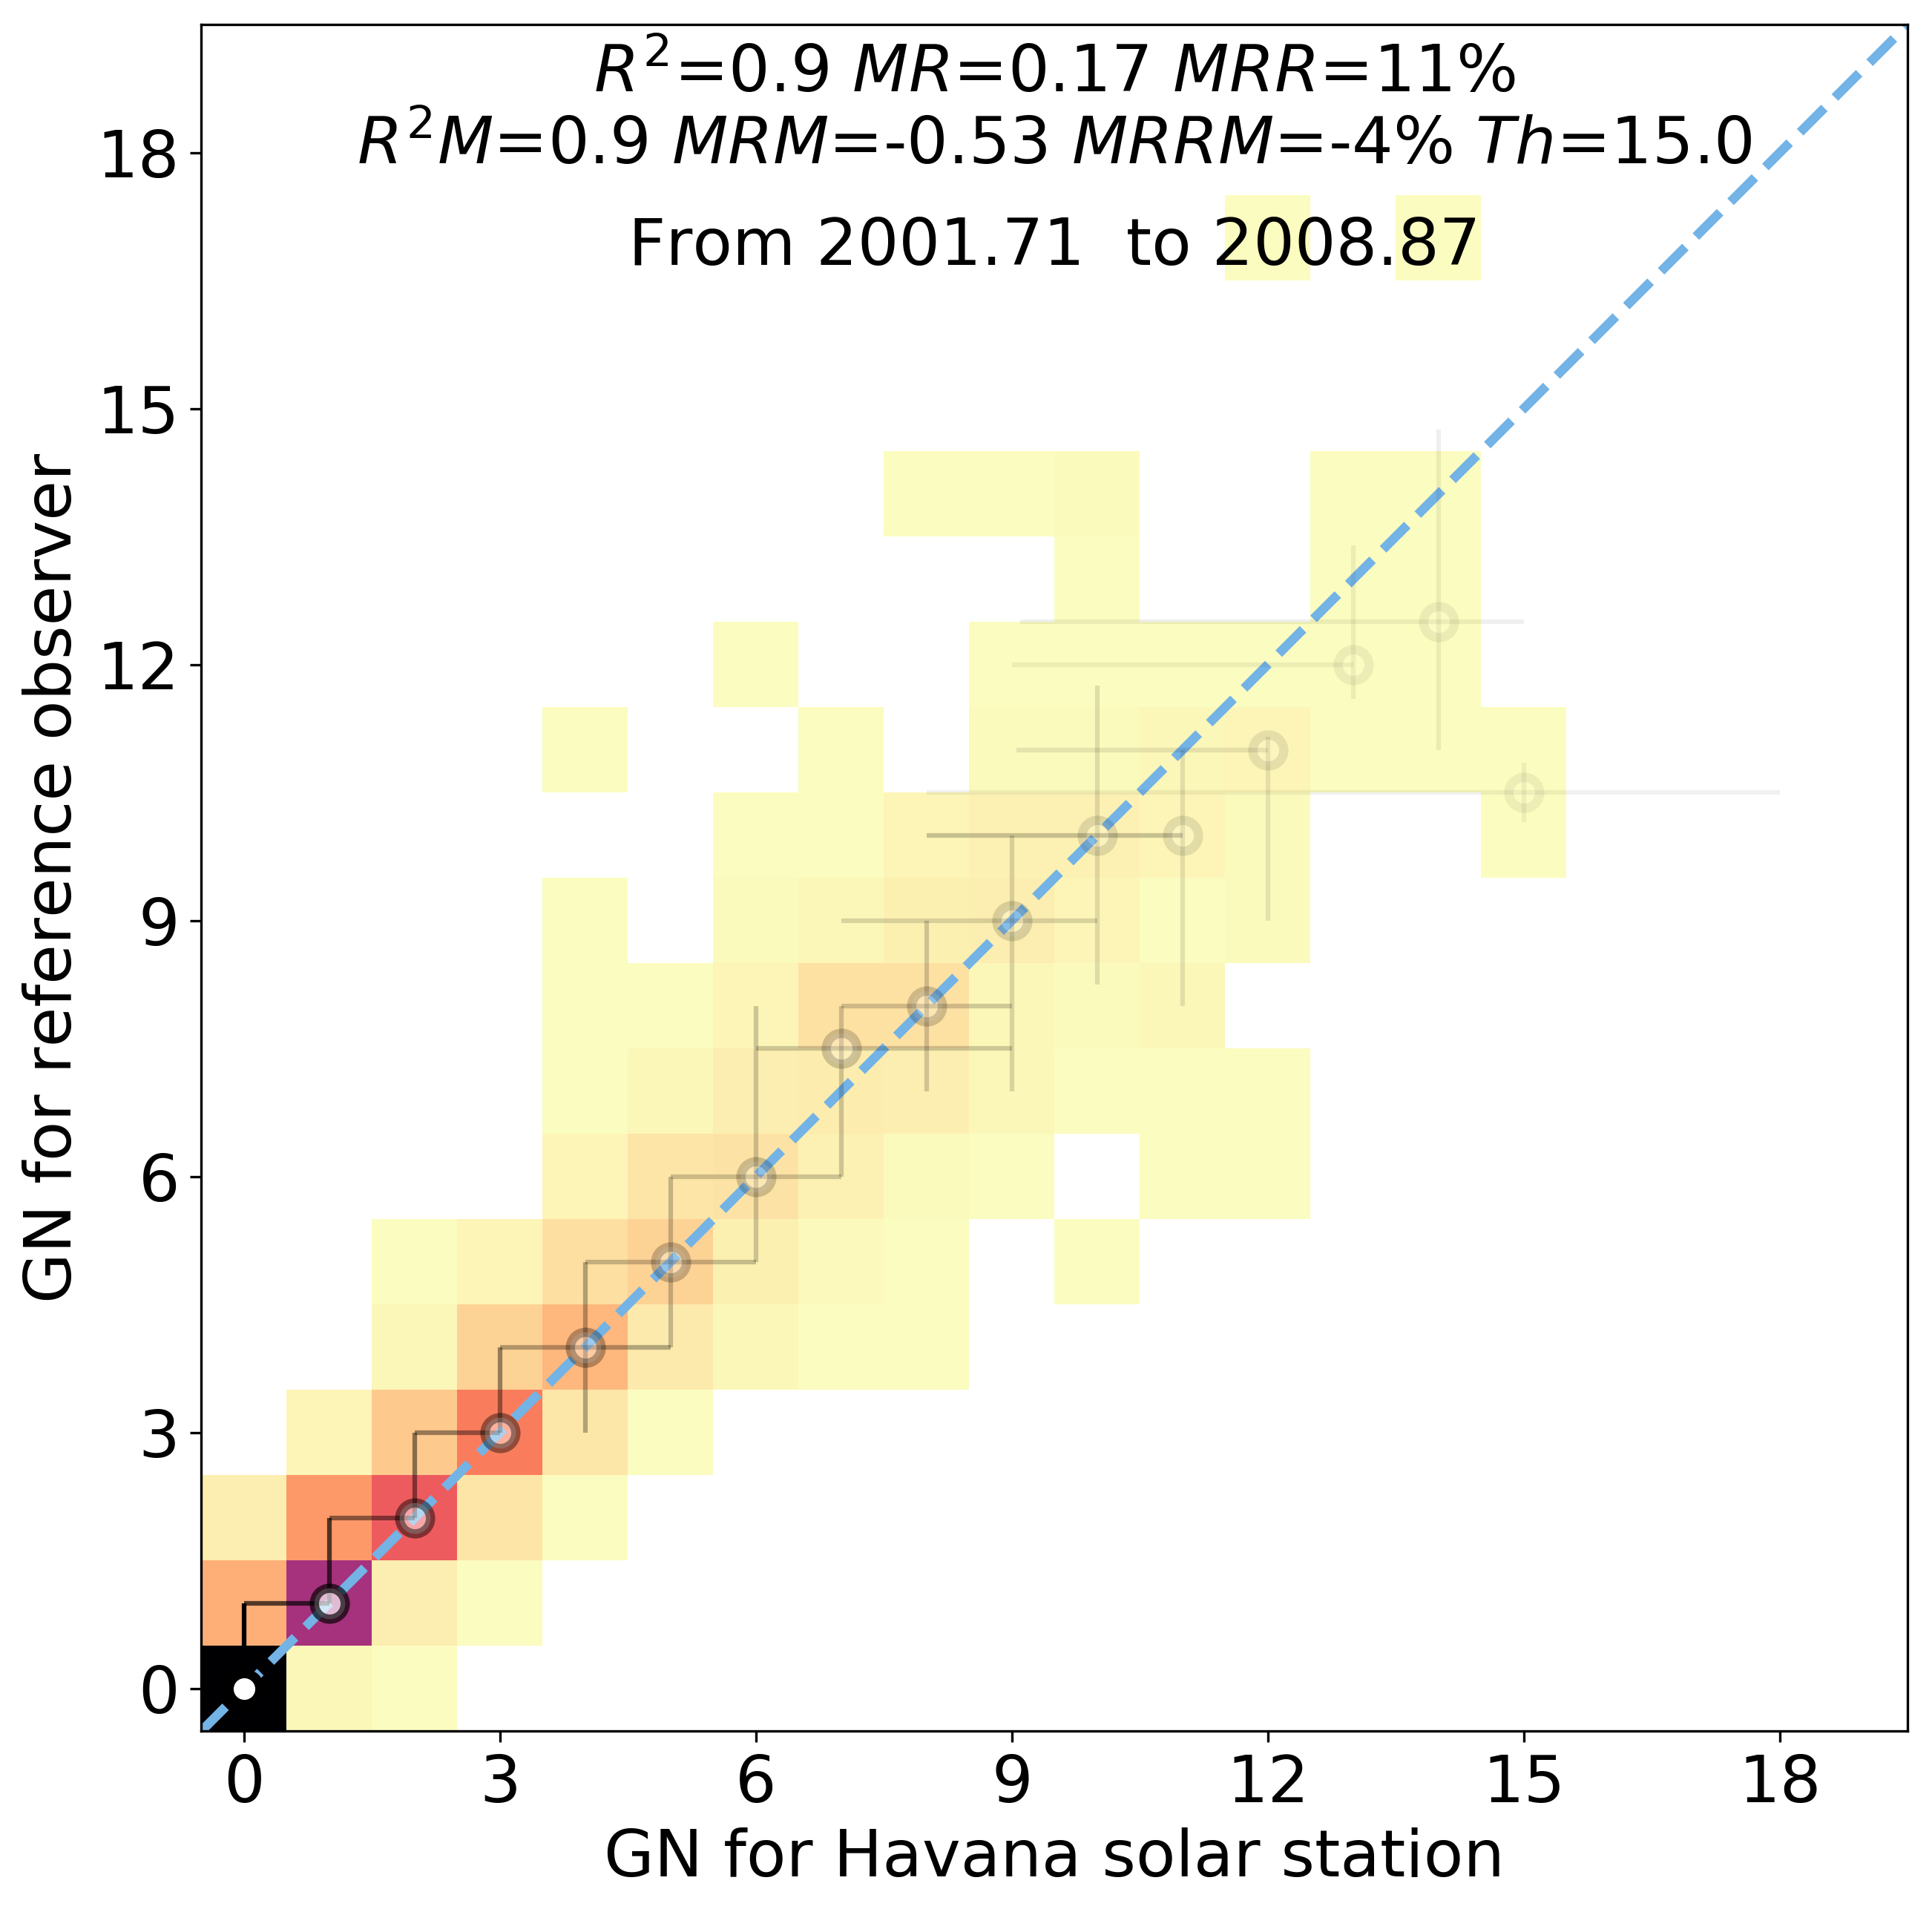 R²=0.9 MR=0.17 MRR=11%
R²M=0.9 MRM=-0.53 MRRM=-4% Th=15.0
From 2001.71  to 2008.87
GN for reference observer
18
15
12
9
6
3
0
0 3 6 9 12 15 18
GN for Havana solar station